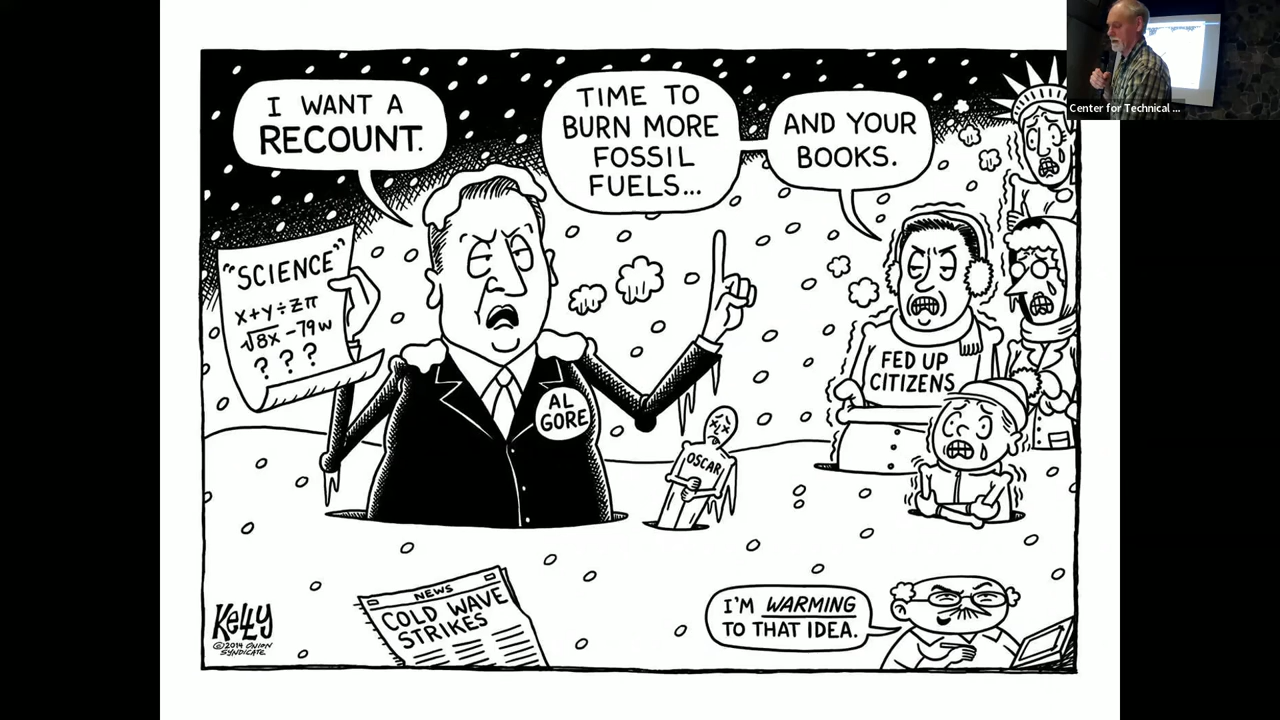 I WANT A
RECOUNT.
TIME TO
BURN MORE
FOSSIL
FUELS...
AND YOUR
BOOKS.
Center for Technical ...
"SCIENCE"
x+y÷zπ
√8x -79w
? ? ?
AL
GORE
OSCAR
FED UP
CITIZENS
NEWS
COLD WAVE
STRIKES
I'M WARMING
TO THAT IDEA.
KELLY
©2014 ONION
SYNDICATE